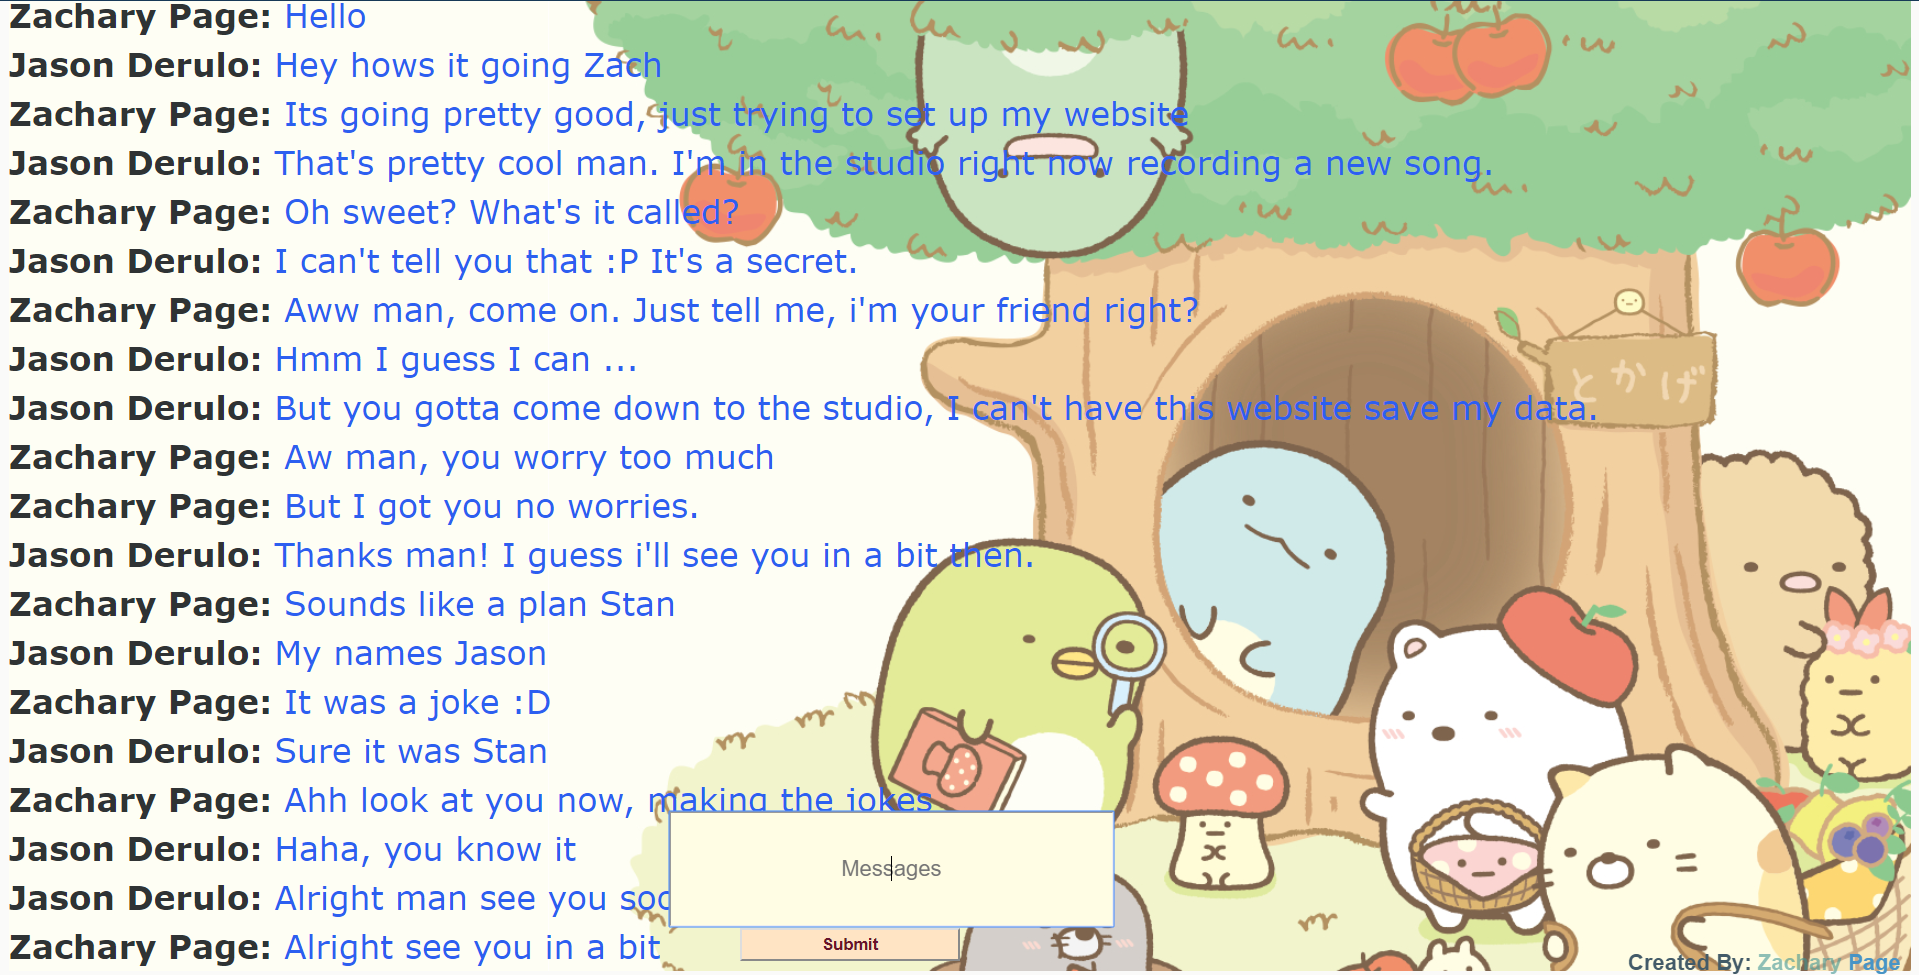 Zachary Page: Hello
Jason Derulo: Hey hows it going Zach
Zachary Page: Its going pretty good, just trying to set up my website
Jason Derulo: That's pretty cool man. I'm in the studio right now recording a new song.
Zachary Page: Oh sweet? What's it called?
Jason Derulo: I can't tell you that :P It's a secret.
Zachary Page: Aww man, come on. Just tell me, i'm your friend right?
Jason Derulo: Hmm I guess I can ...
とかげ
Jason Derulo: But you gotta come down to the studio, I can't have this website save my data.
Zachary Page: Aw man, you worry too much
Zachary Page: But I got you no worries.
Jason Derulo: Thanks man! I guess i'll see you in a bit then.
Zachary Page: Sounds like a plan Stan
Jason Derulo: My names Jason
Zachary Page: It was a joke :D
Jason Derulo: Sure it was Stan
Zachary Page: Ahh look at you now, making the jokes
Jason Derulo: Haha, you know it
Messages
Jason Derulo: Alright man see you
Zachary Page: Alright see you in a bit
Submit
Created By: Zachary Page